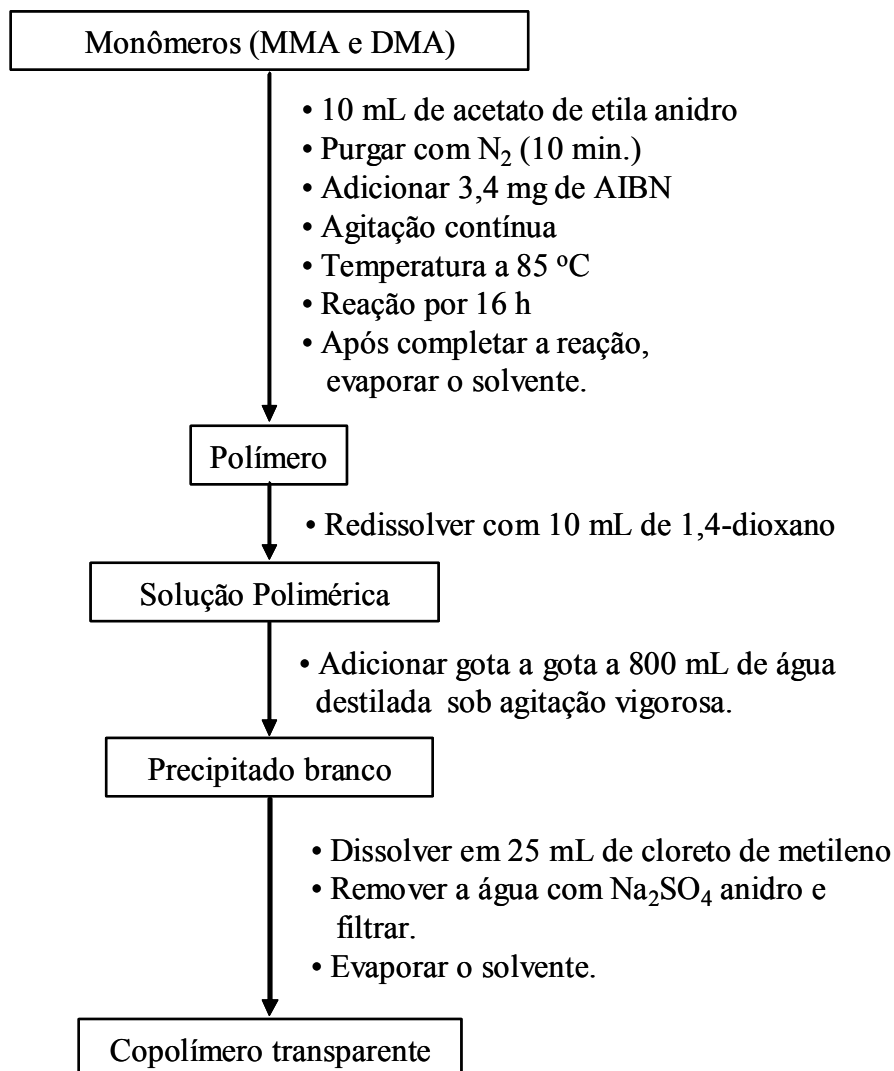 Monômeros (MMA e DMA)
• 10 mL de acetato de etila anidro
• Purgar com N₂ (10 min.)
• Adicionar 3,4 mg de AIBN
• Agitação contínua
• Temperatura a 85 ºC
• Reação por 16 h
• Após completar a reação,
evaporar o solvente.
Polímero
• Redissolver com 10 mL de 1,4-dioxano
Solução Polimérica
• Adicionar gota a gota a 800 mL de água
destilada sob agitação vigorosa.
Precipitado branco
• Dissolver em 25 mL de cloreto de metileno
• Remover a água com Na₂SO₄ anidro e
filtrar.
• Evaporar o solvente.
Copolímero transparente